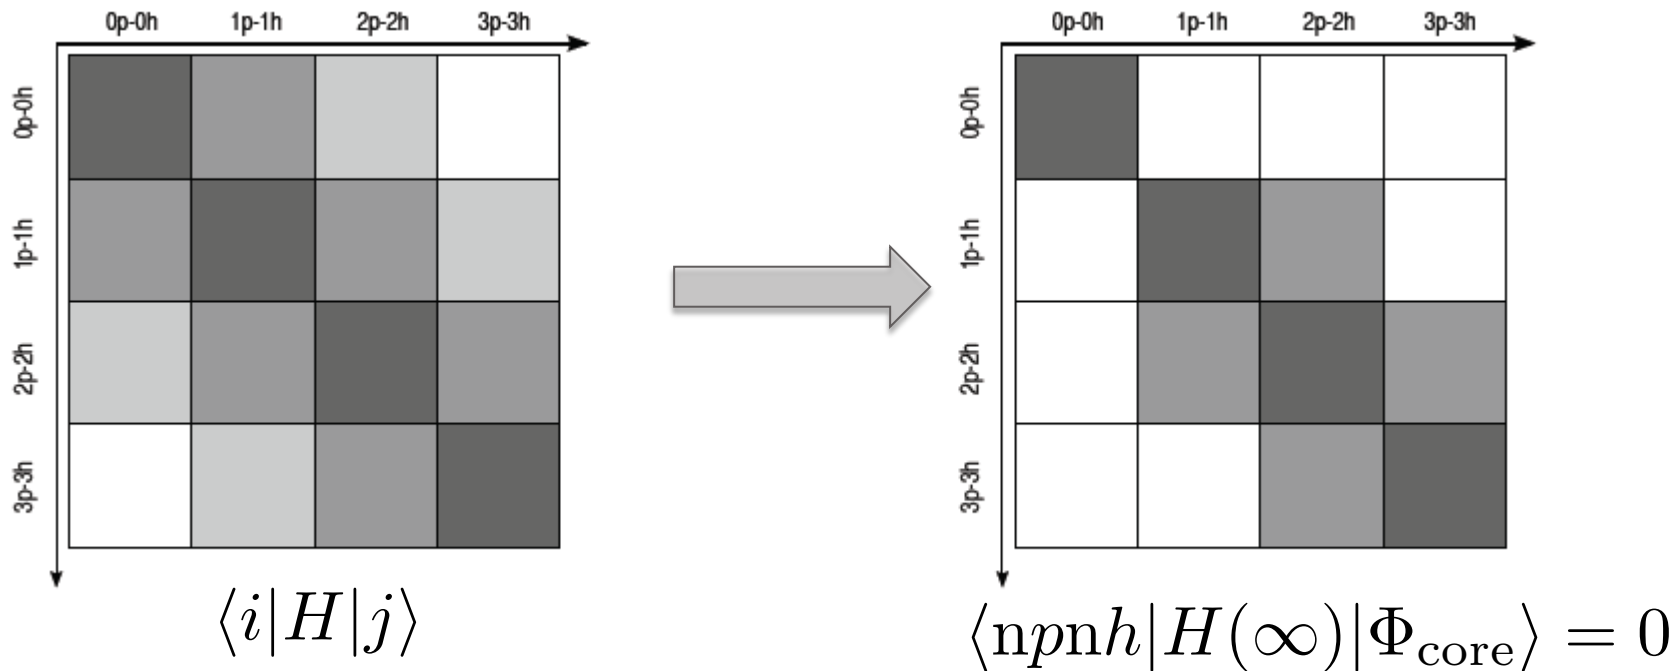 0p-0h 1p-1h 2p-2h 3p-3h
0p-0h
1p-1h
2p-2h
3p-3h
⟨i|H|j⟩
0p-0h 1p-1h 2p-2h 3p-3h
0p-0h
1p-1h
2p-2h
3p-3h
⟨npnh|H(∞)|Φcore⟩ = 0